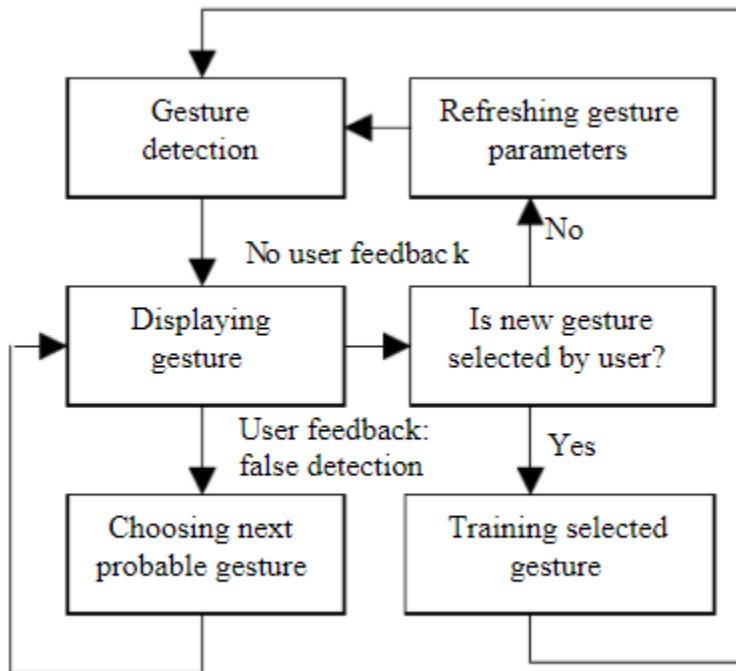 Gesture
detection
Refreshing gesture
parameters
No
No user feedback
Displaying
gesture
Is new gesture
selected by user?
User feedback:
false detection
Yes
Choosing next
probable gesture
Training selected
gesture